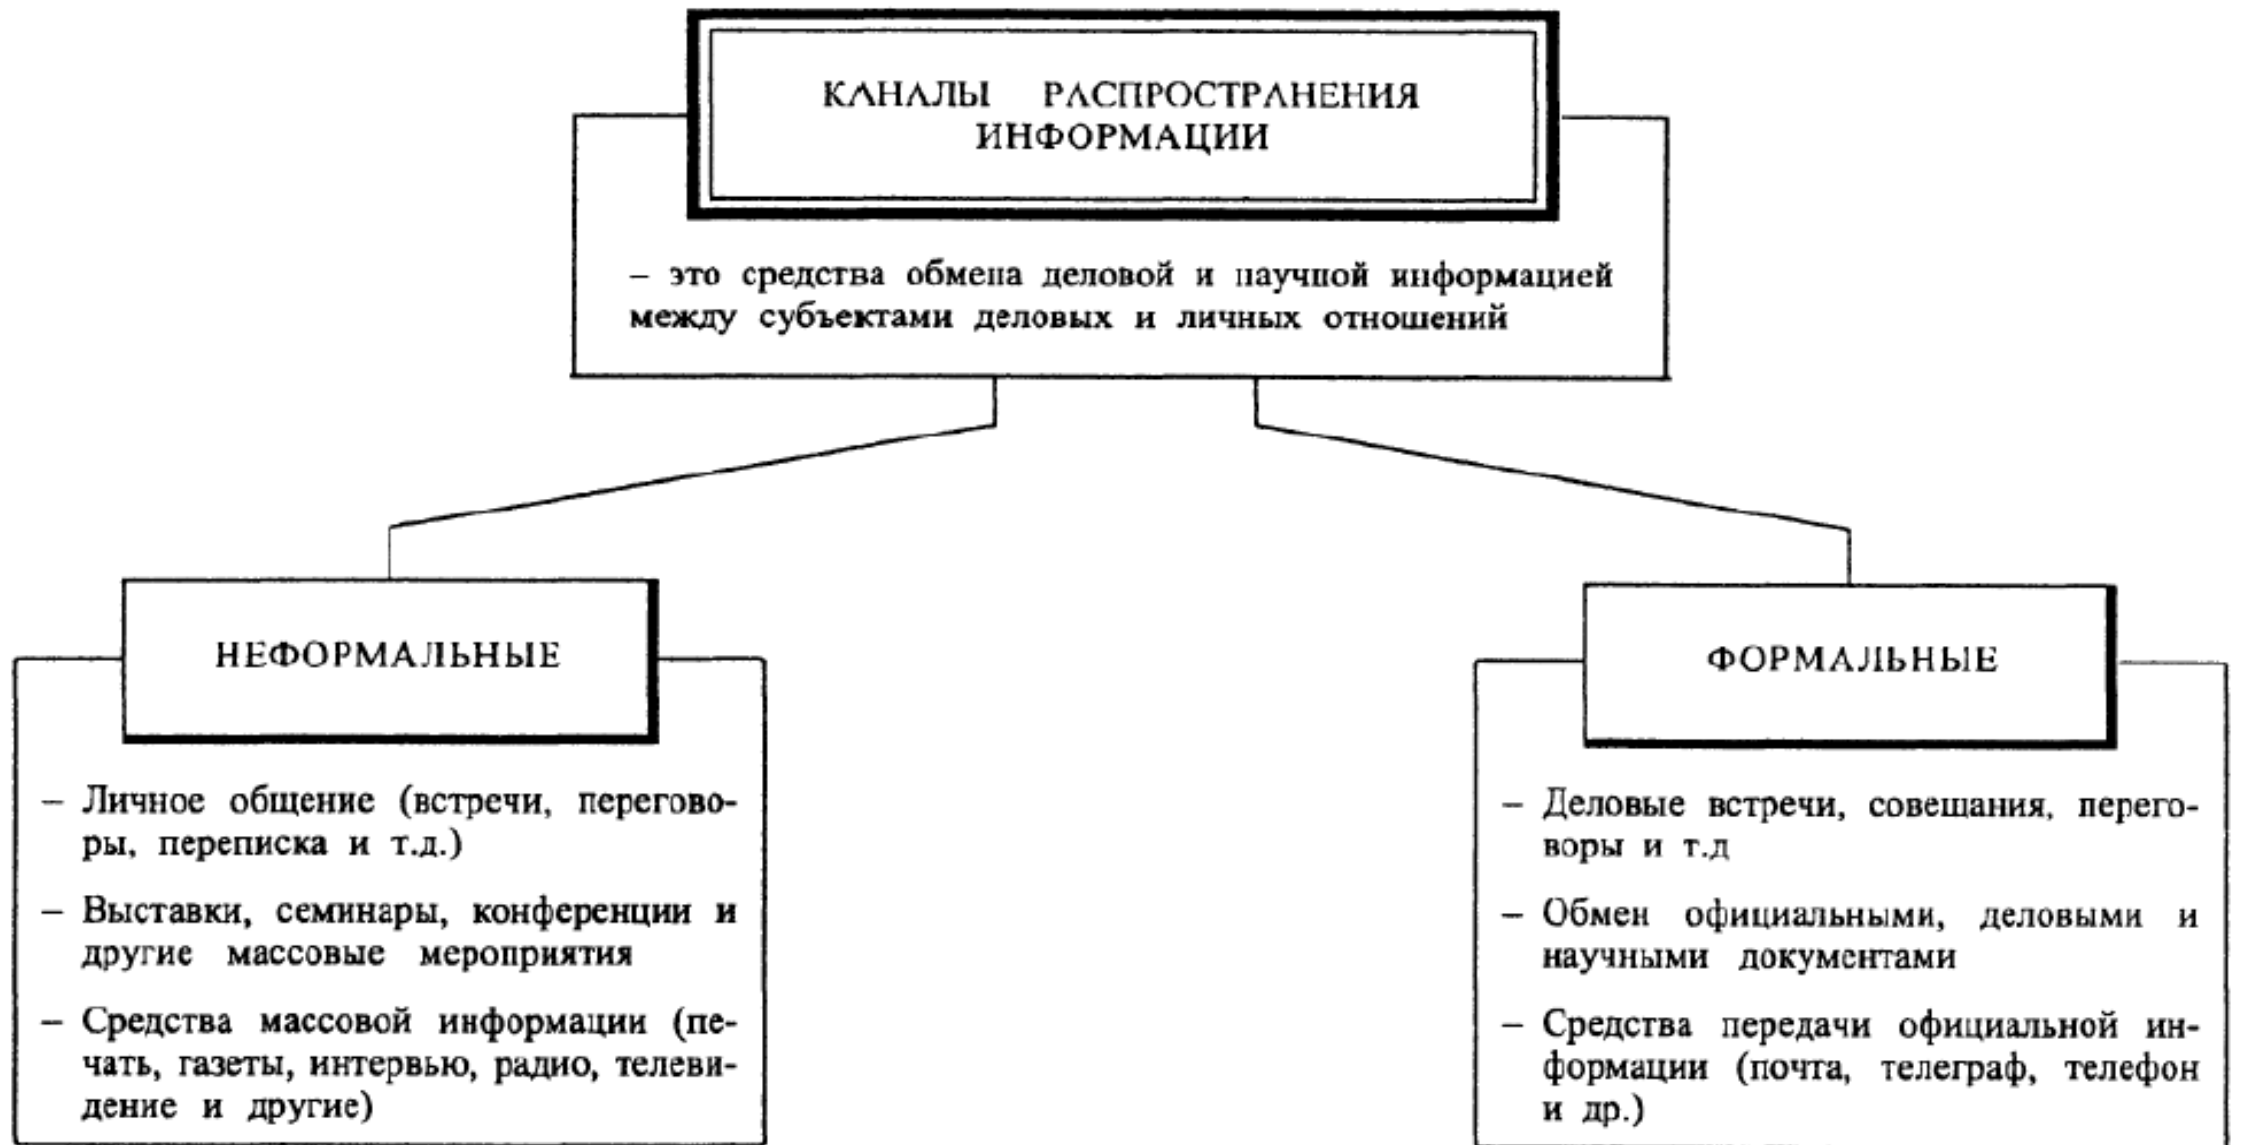 КАНАЛЫ РАСПРОСТРАНЕНИЯ
ИНФОРМАЦИИ
– это средства обмена деловой и научной информацией
между субъектами деловых и личных отношений
НЕФОРМАЛЬНЫЕ
– Личное общение (встречи, перегово-
ры, переписка и т.д.)
– Выставки, семинары, конференции и
другие массовые мероприятия
– Средства массовой информации (пе-
чать, газеты, интервью, радио, телеви-
дение и другие)
ФОРМАЛЬНЫЕ
– Деловые встречи, совещания, перего-
воры и т.д
– Обмен официальными, деловыми и
научными документами
– Средства передачи официальной ин-
формации (почта, телеграф, телефон
и др.)